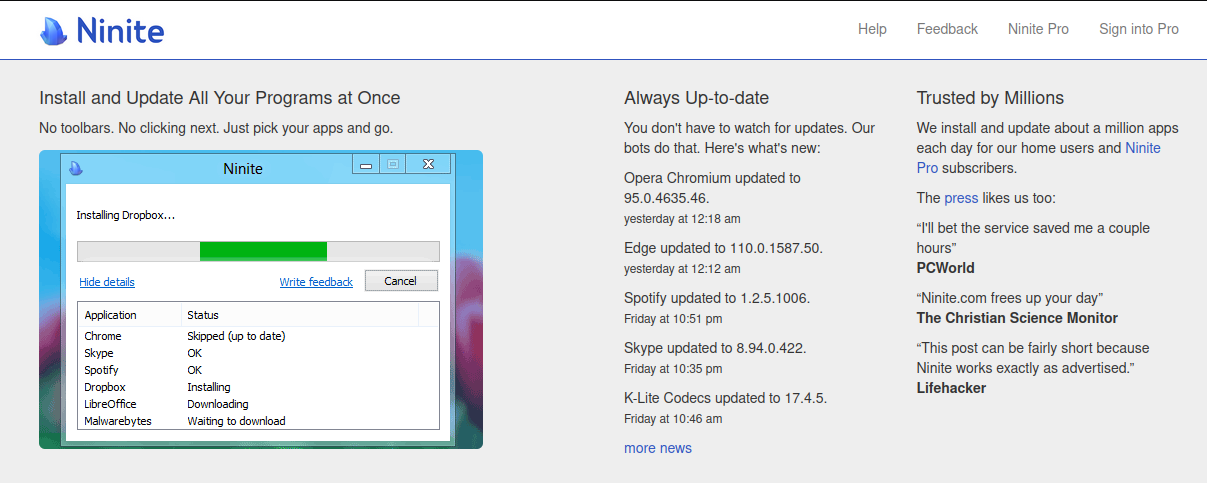 Ninite
Help
Feedback
Ninite Pro
Sign into Pro
Install and Update All Your Programs at Once
No toolbars. No clicking next. Just pick your apps and go.
Ninite
Installing Dropbox...
Hide details
Write feedback
Cancel
Application Status
Chrome Skipped (up to date)
Skype OK
Spotify OK
Dropbox Installing
LibreOffice Downloading
Malwarebytes Waiting to download
Always Up-to-date
You don't have to watch for updates. Our
bots do that. Here's what's new:
Opera Chromium updated to
95.0.4635.46.
yesterday at 12:18 am
Edge updated to 110.0.1587.50.
yesterday at 12:12 am
Spotify updated to 1.2.5.1006.
Friday at 10:51 pm
Skype updated to 8.94.0.422.
Friday at 10:35 pm
K-Lite Codecs updated to 17.4.5.
Friday at 10:46 am
more news
Trusted by Millions
We install and update about a million apps
each day for our home users and Ninite
Pro subscribers.
The press likes us too:
“I'll bet the service saved me a couple
hours”
PCWorld
“Ninite.com frees up your day”
The Christian Science Monitor
“This post can be fairly short because
Ninite works exactly as advertised.”
Lifehacker